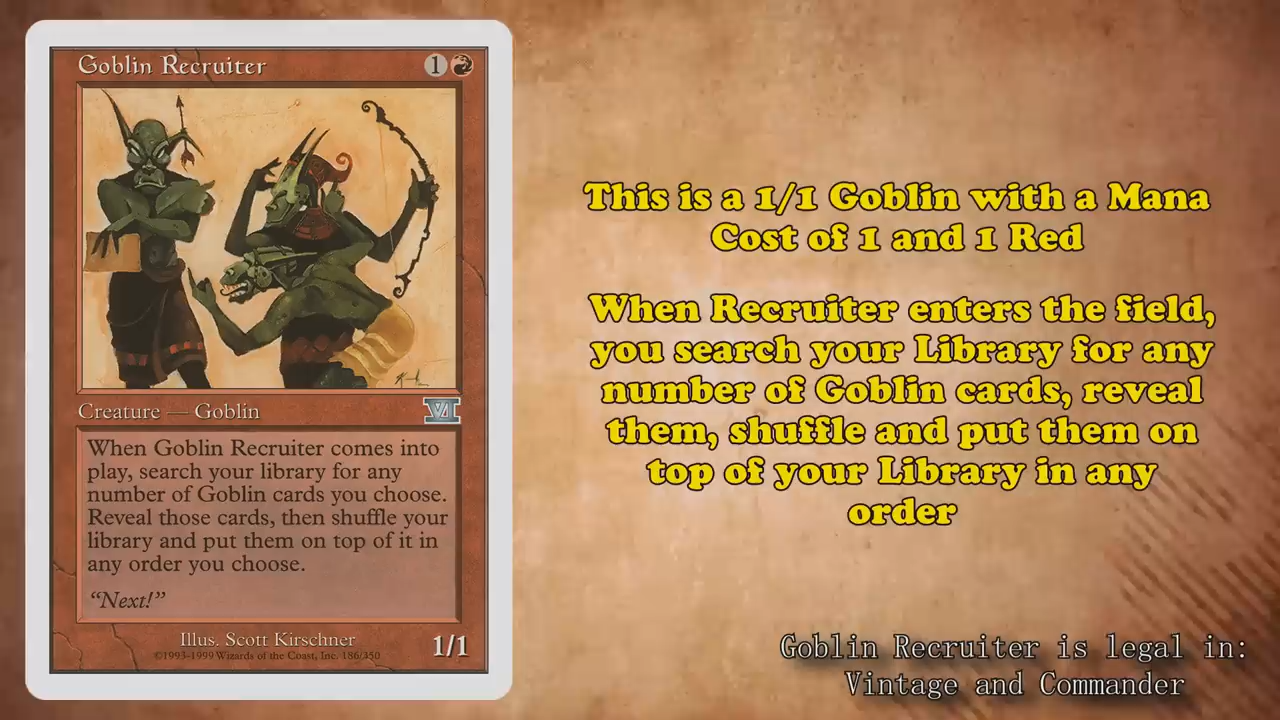 Goblin Recruiter 1
Creature — Goblin
VI
When Goblin Recruiter comes into
play, search your library for any
number of Goblin cards you choose.
Reveal those cards, then shuffle your
library and put them on top of it in
any order you choose.
“Next!”
Illus. Scott Kirschner
©1993-1999 Wizards of the Coast, Inc. 186/350
1/1
This is a 1/1 Goblin with a Mana
Cost of 1 and 1 Red
When Recruiter enters the field,
you search your Library for any
number of Goblin cards, reveal
them, shuffle and put them on
top of your Library in any
order
Goblin Recruiter is legal in:
Vintage and Commander